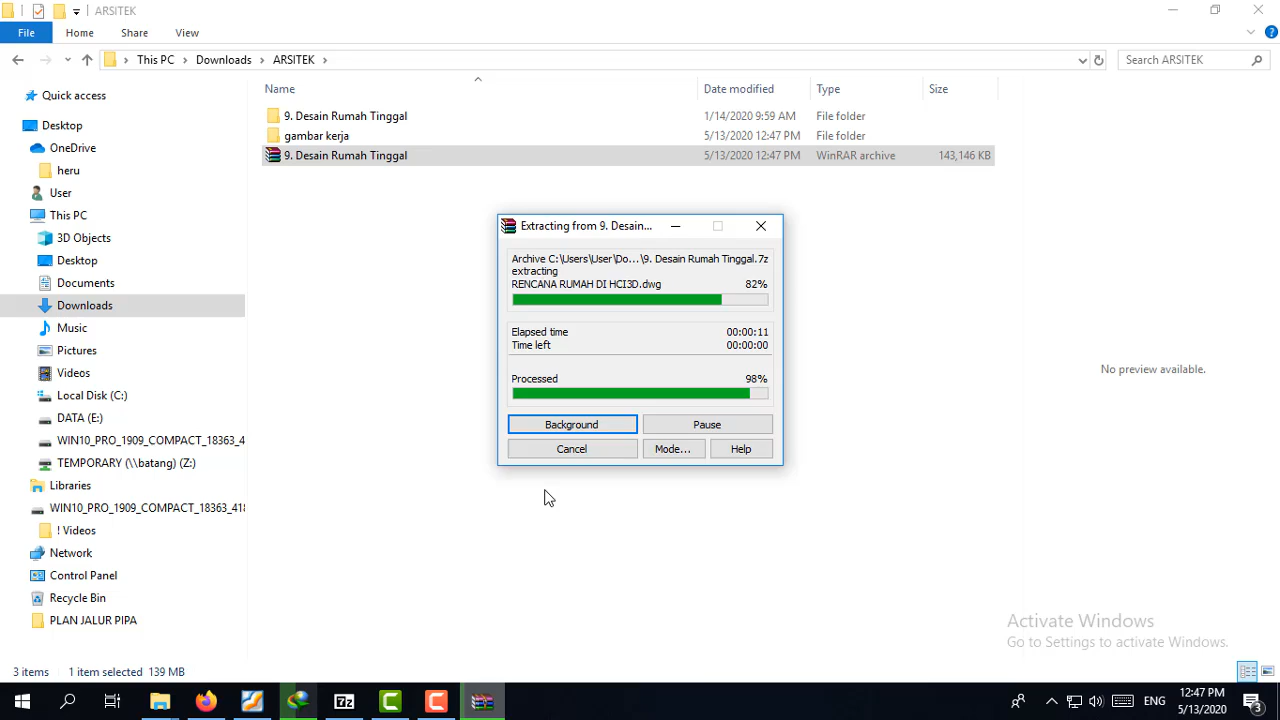 ARSITEK
File Home Share View
This PC Downloads ARSITEK Search ARSITEK
Name Date modified Type Size
9. Desain Rumah Tinggal 1/14/2020 9:59 AM File folder
gambar kerja 5/13/2020 12:47 PM File folder
9. Desain Rumah Tinggal 5/13/2020 12:47 PM WinRAR archive 143,146 KB
Quick access
Desktop
OneDrive
heru
User
This PC
3D Objects
Desktop
Documents
Downloads
Music
Pictures
Videos
Local Disk (C:)
DATA (E:)
WIN10_PRO_1909_COMPACT_18363_4
TEMPORARY (\\batang) (Z:)
Libraries
WIN10_PRO_1909_COMPACT_18363_418
! Videos
Network
Control Panel
Recycle Bin
PLAN JALUR PIPA
Extracting from 9. Desain...
Archive C:\Users\User\Do...\9. Desain Rumah Tinggal.7z
extracting
RENCANA RUMAH DI HCI3D.dwg 82%
Elapsed time 00:00:11
Time left 00:00:00
Processed 98%
Background Pause
Cancel Mode... Help
No preview available.
Activate Windows
Go to Settings to activate Windows.
3 items 1 item selected 139 MB
7z
ENG
12:47 PM
5/13/2020
3